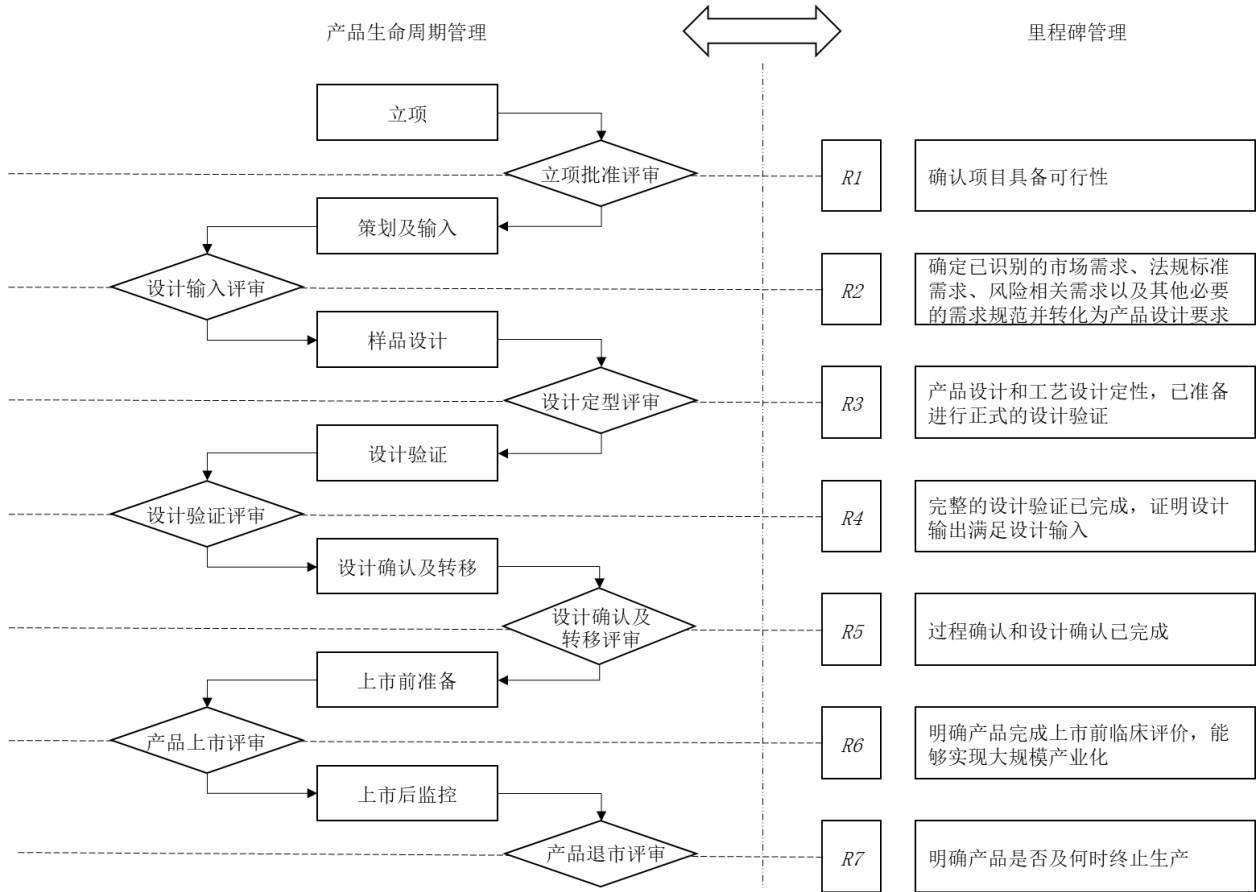 产品生命周期管理
里程碑管理
立项
立项批准评审
R1
确认项目具备可行性
策划及输入
设计输入评审
R2
确定已识别的市场需求、法规标准
需求、风险相关需求以及其他必要
的需求规范并转化为产品设计要求
样品设计
设计定型评审
R3
产品设计和工艺设计定性，已准备
进行正式的设计验证
设计验证
设计验证评审
R4
完整的设计验证已完成，证明设计
输出满足设计输入
设计确认及转移
设计确认及
转移评审
R5
过程确认和设计确认已完成
上市前准备
产品上市评审
R6
明确产品完成上市前临床评价，能
够实现大规模产业化
上市后监控
产品退市评审
R7
明确产品是否及何时终止生产